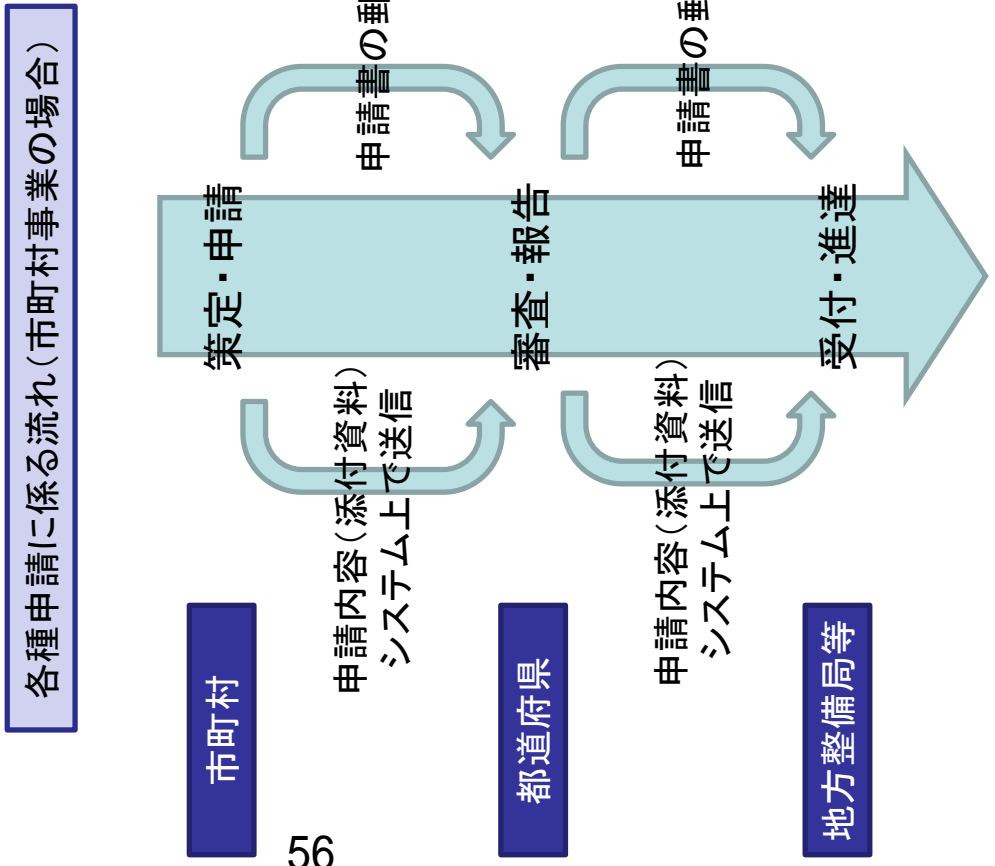 各種申請に係る流れ(市町村事業の場合)
申請書の郵
申請書の郵
策定・申請
審査・報告
受付・進達
申請内容(添付資料)
システム上で送信
申請内容(添付資料)
システム上で送信
市町村
都道府県
地方整備局等
56